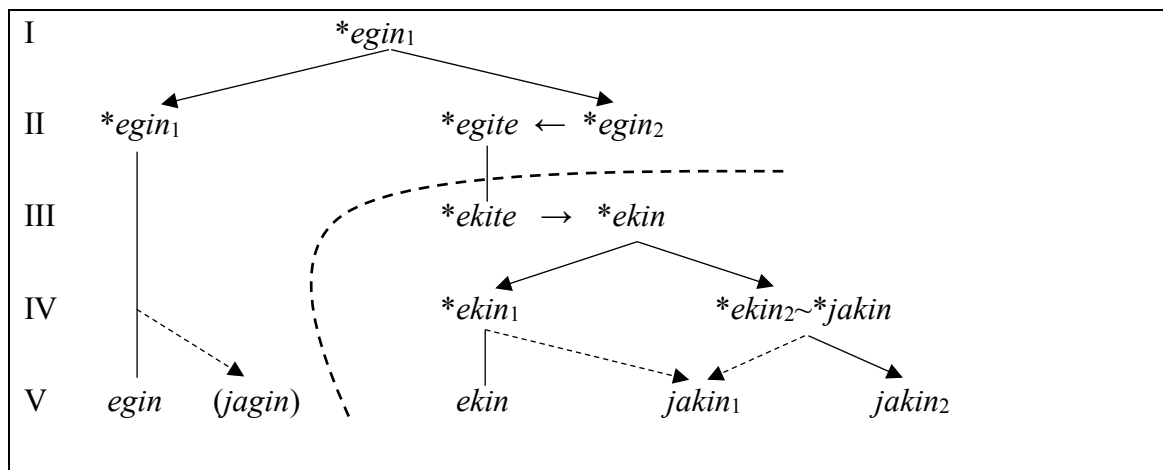 I *egin₁
II *egin₁ *egite ← *egin₂
III *ekite → *ekin
IV *ekin₁ *ekin₂~*jakin
V egin (jagin) ekin jakin₁ jakin₂